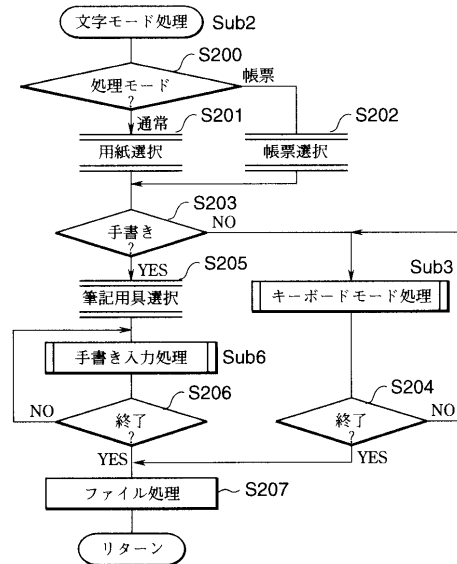 文字モード処理 Sub2
S200
処理モード
?
帳票
通常
S201
用紙選択
S202
帳票選択
S203
手書き
?
NO
YES
S205
筆記用具選択
Sub3
キーボードモード処理
手書き入力処理 Sub6
S206
終了
?
NO
YES
S204
終了
?
NO
YES
ファイル処理 S207
リターン